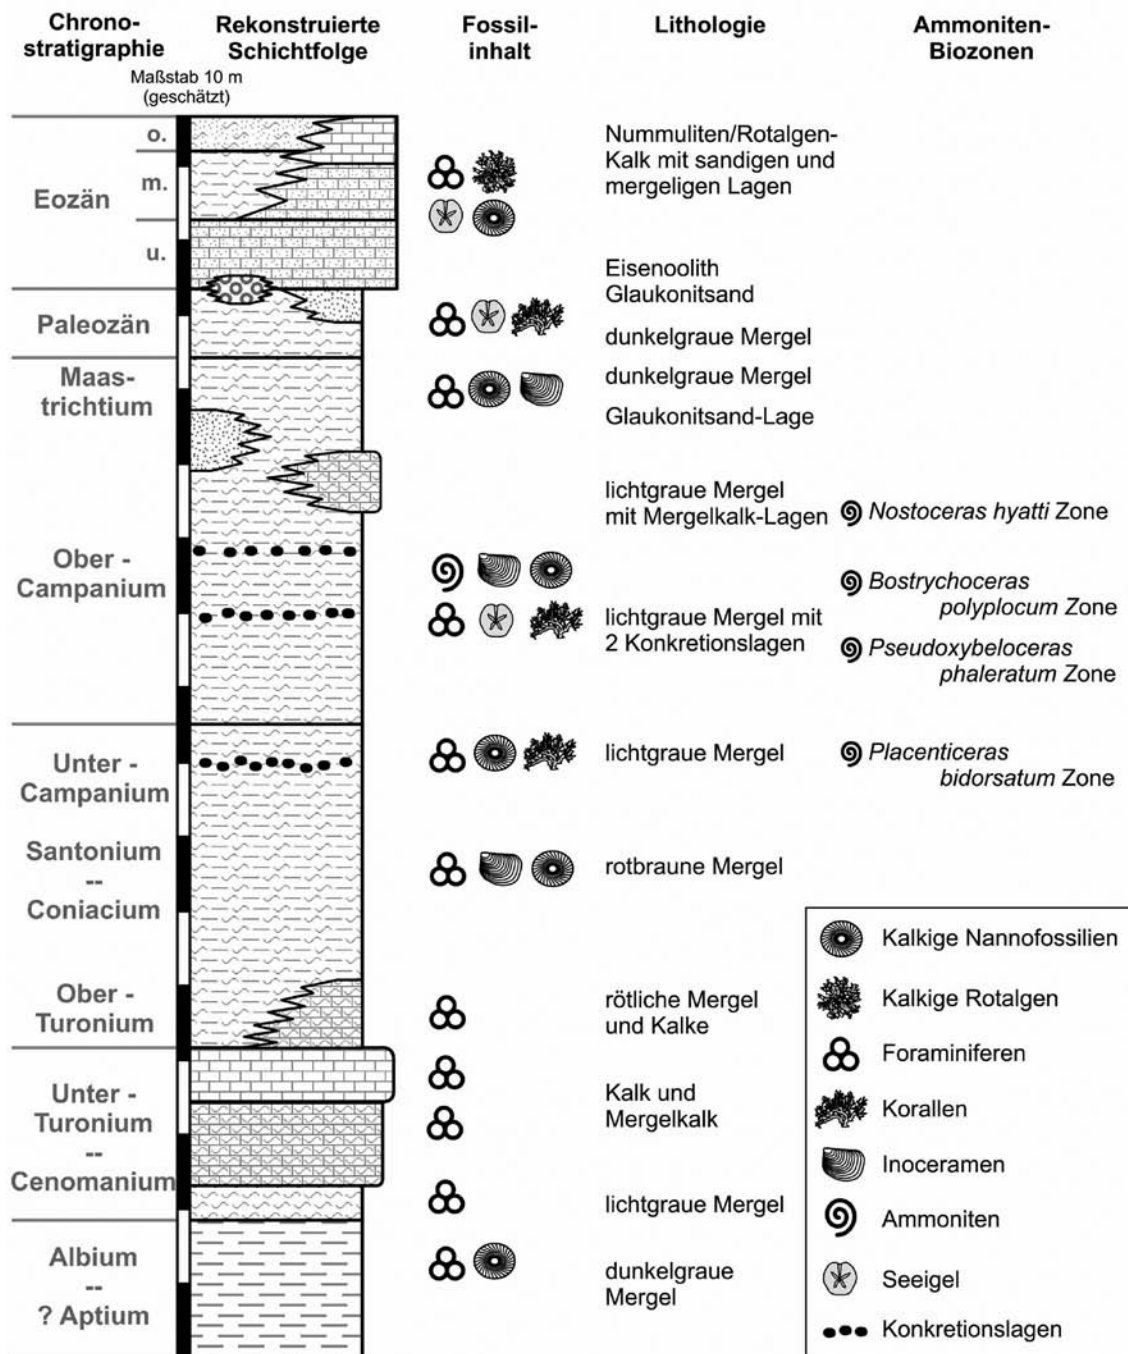 Chrono-
stratigraphie
Rekonstruierte
Schichtfolge
Fossil-
inhalt
Lithologie
Ammoniten-
Biozonen
Maßstab 10 m
(geschätzt)
Eozän
o.
m.
u.
Nummuliten/Rotalgen-
Kalk mit sandigen und
mergeligen Lagen
Eisenoolith
Glaukonitsand
Paleozän
dunkelgraue Mergel
Maas-
trichtium
dunkelgraue Mergel
Glaukonitsand-Lage
lichtgraue Mergel
mit Mergelkalk-Lagen
Nostoceras hyatti Zone
Ober -
Campanium
Bostrychoceras
polyplocum Zone
lichtgraue Mergel mit
2 Konkretionslagen
Pseudoxybeloceras
phaleratum Zone
Unter -
Campanium
lichtgraue Mergel
Placenticeras
bidorsatum Zone
Santonium
--
Coniacium
rotbraune Mergel
Ober -
Turonium
rötliche Mergel
und Kalke
Unter -
Turonium
--
Cenomanium
Kalk und
Mergelkalk
lichtgraue Mergel
Albium
--
? Aptium
dunkelgraue
Mergel
Kalkige Nannofossilien
Kalkige Rotalgen
Foraminiferen
Korallen
Inoceramen
Ammoniten
Seeigel
Konkretionslagen